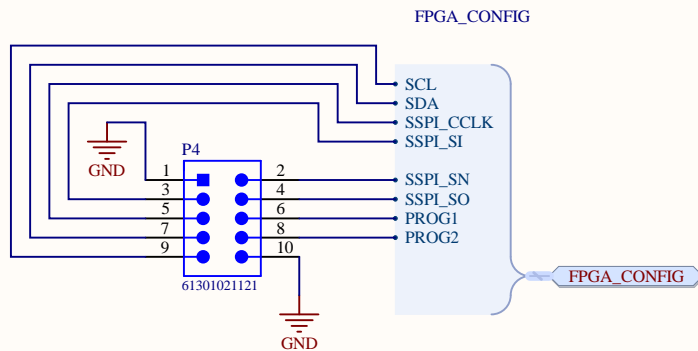 FPGA_CONFIG
SCL
SDA
SSPI_CCLK
SSPI_SI
GND
P4
1 2 SSPI_SN
3 4 SSPI_SO
5 6 PROG1
7 8 PROG2
9 10
FPGA_CONFIG
61301021121
GND